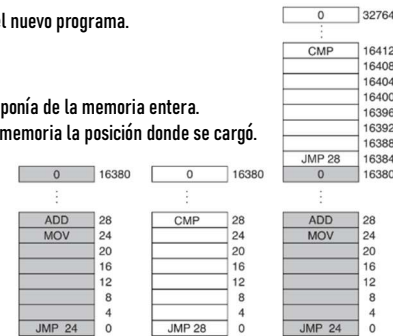 el nuevo programa.
ponía de la memoria entera.
memoria la posición donde se cargó.
0 32764
⋮
CMP 16412
16408
16404
16400
16396
16392
16388
JMP 28 16384
0 16380 0 16380 0 16380
⋮ ⋮ ⋮
ADD 28 CMP 28 ADD 28
MOV 24 24 MOV 24
20 20 20
16 16 16
12 12 12
8 8 8
4 4 4
JMP 24 0 JMP 28 0 JMP 24 0